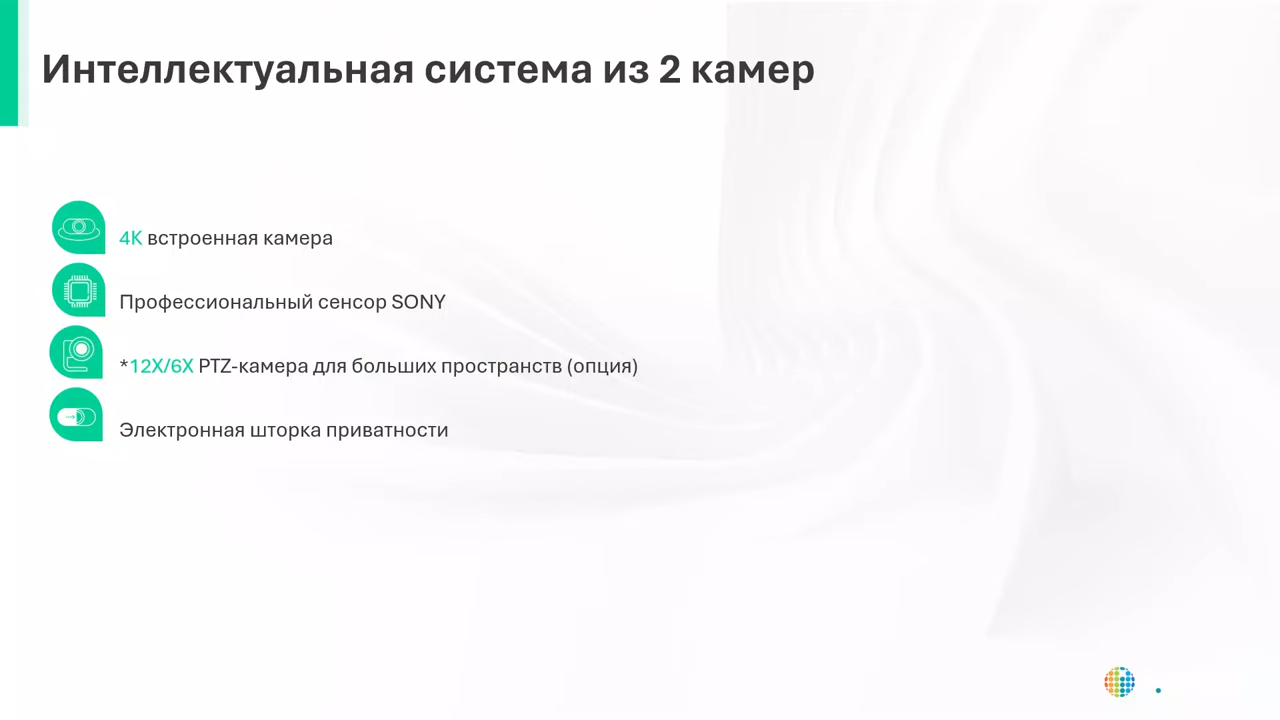 Интеллектуальная система из 2 камер
4K встроенная камера
Профессиональный сенсор SONY
*12X/6X PTZ-камера для больших пространств (опция)
Электронная шторка приватности